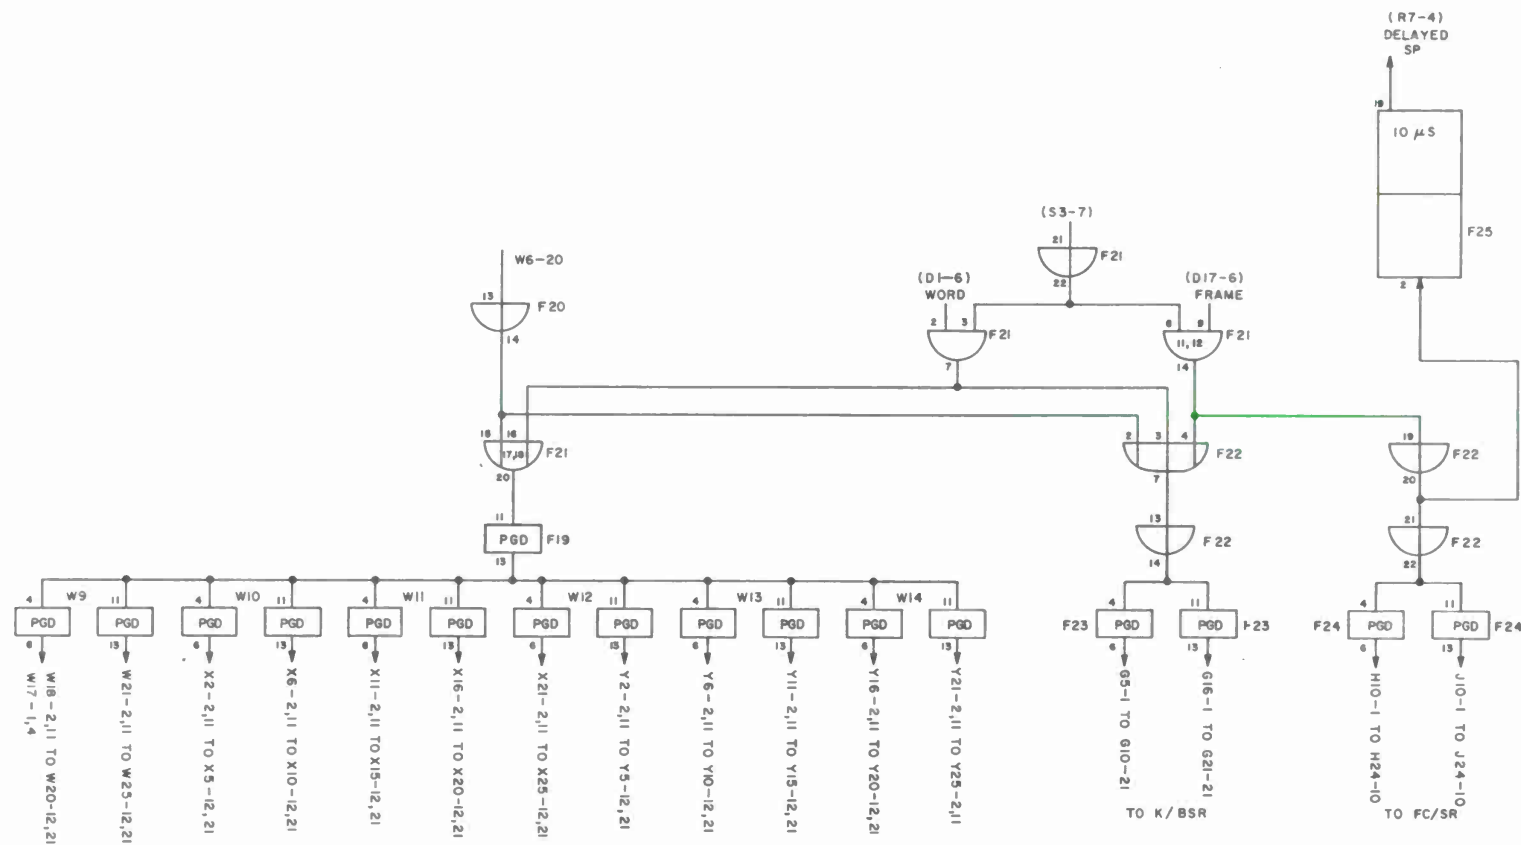 (R7-4)
DELAYED
SP
19
10 µS
F25
2
(S3-7)
21
F21
22
W6-20
13
F20
14
(D1-6)
WORD
2
3
F21
7
(D17-6)
FRAME
8
9
11, 12
F21
14
15
16
17,18
F21
20
2
3
4
F22
7
19
F22
20
11
PGD
F19
13
13
F22
14
21
F22
22
4
W9
11
4
W10
11
4
W11
11
4
W12
11
4
W13
11
4
W14
11
PGD
PGD
PGD
PGD
PGD
PGD
PGD
PGD
PGD
PGD
PGD
PGD
6
13
6
13
6
13
6
13
6
13
6
13
4
11
F23
PGD
PGD
F23
6
13
4
11
F24
PGD
PGD
F24
6
13
W18-2,11 TO W20-12,21
W17-1,4
W21-2,11 TO W25-12,21
X2-2,11 TO X5-12,21
X6-2,11 TO X10-12,21
X11-2,11 TO X15-12,21
X16-2,11 TO X20-12,21
X21-2,11 TO X25-12,21
Y2-2,11 TO Y5-12,21
Y6-2,11 TO Y10-12,21
Y11-2,11 TO Y15-12,21
Y16-2,11 TO Y20-12,21
Y21-2,11 TO Y25-2,11
G5-1 TO G10-21
G16-1 TO G21-21
TO K/BSR
H10-1 TO H24-10
J10-1 TO J24-10
TO FC/SR